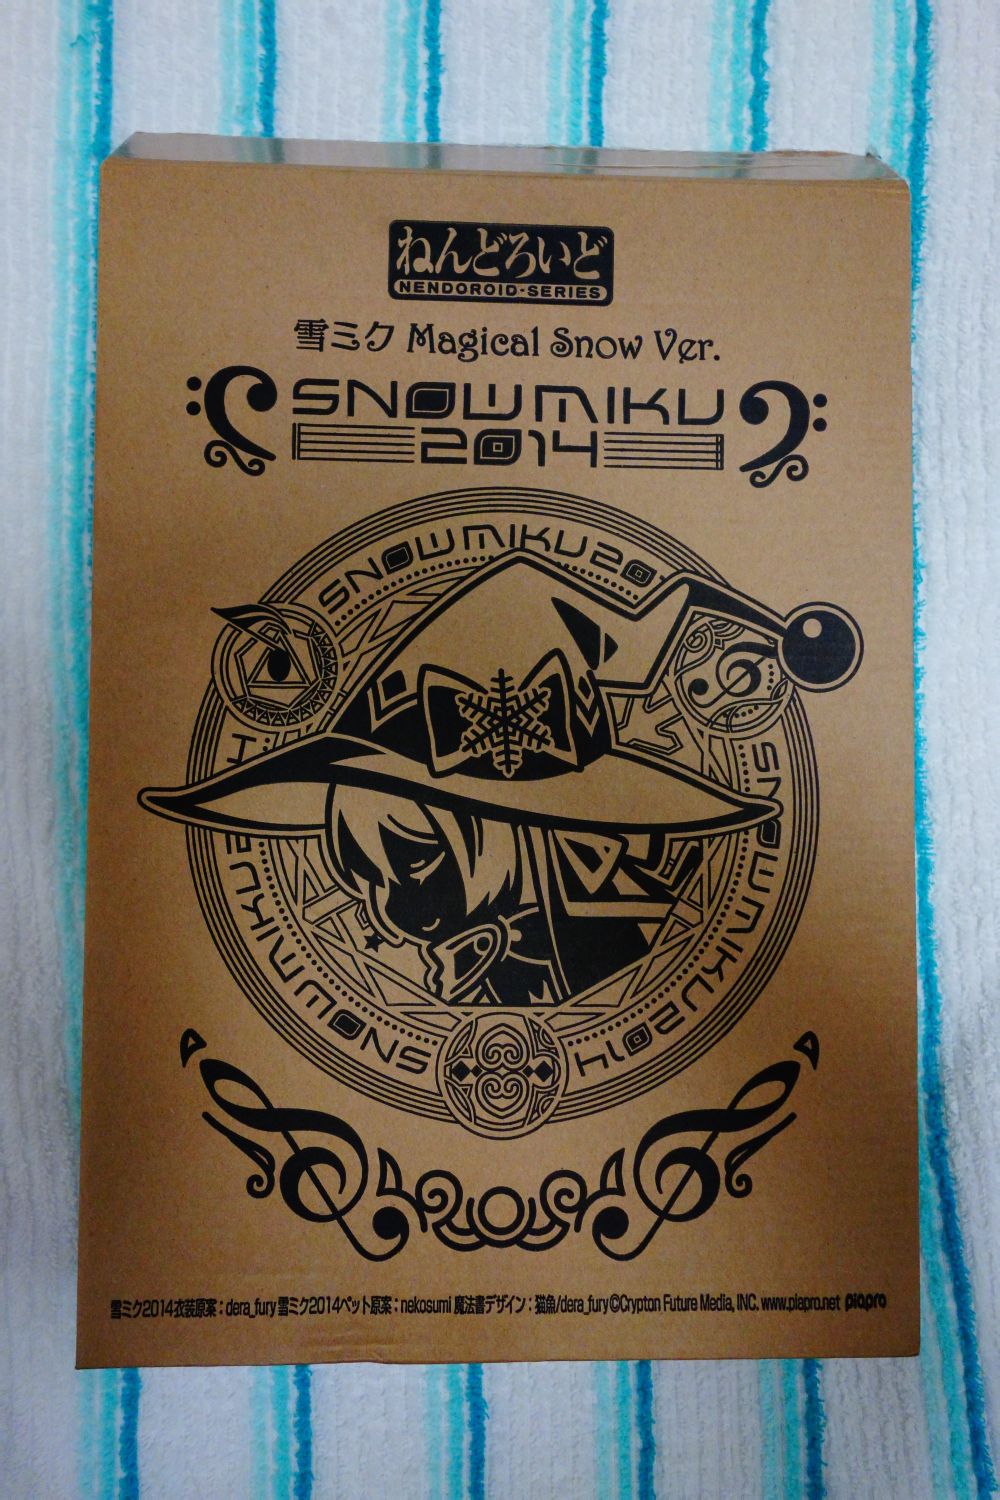 ねんどろいど
NENDOROID·SERIES
雪ミク Magical Snow Ver.
SNOW MIKU
2014
SNOW MIKU 20
SNOW MIKU 2014
SNOW MIKU
雪ミク2014衣装原案：dera_fury 雪ミク2014ペット原案：nekosumi 魔法書デザイン：猫魚/dera_fury ©Crypton Future Media, INC. www.piapro.net piapro